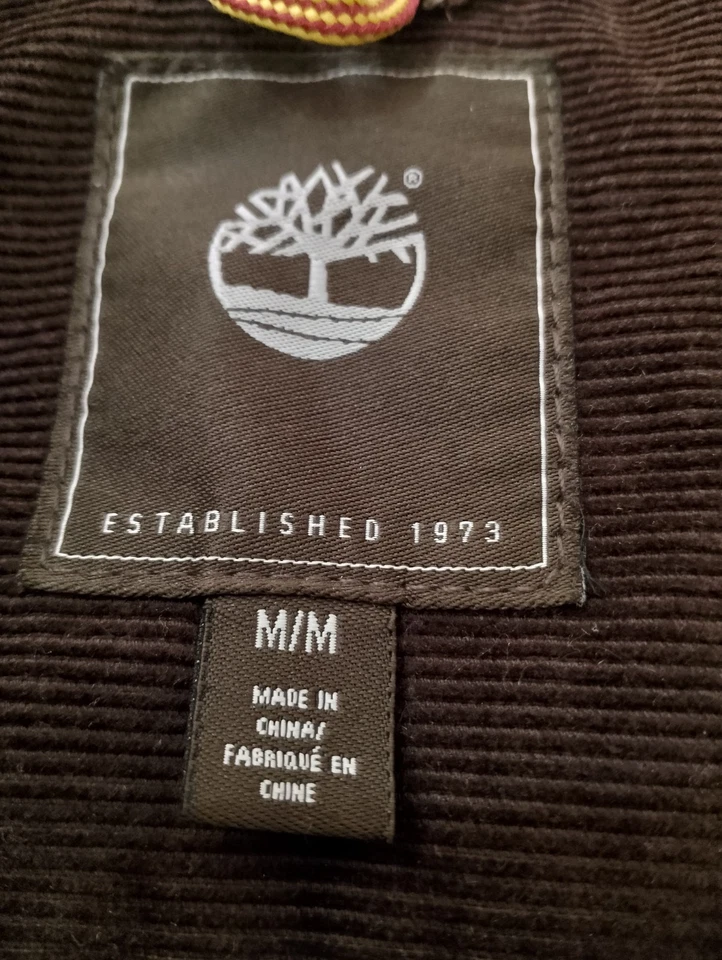 ®
ESTABLISHED 1973
M/M
MADE IN
CHINA/
FABRIQUÉ EN
CHINE